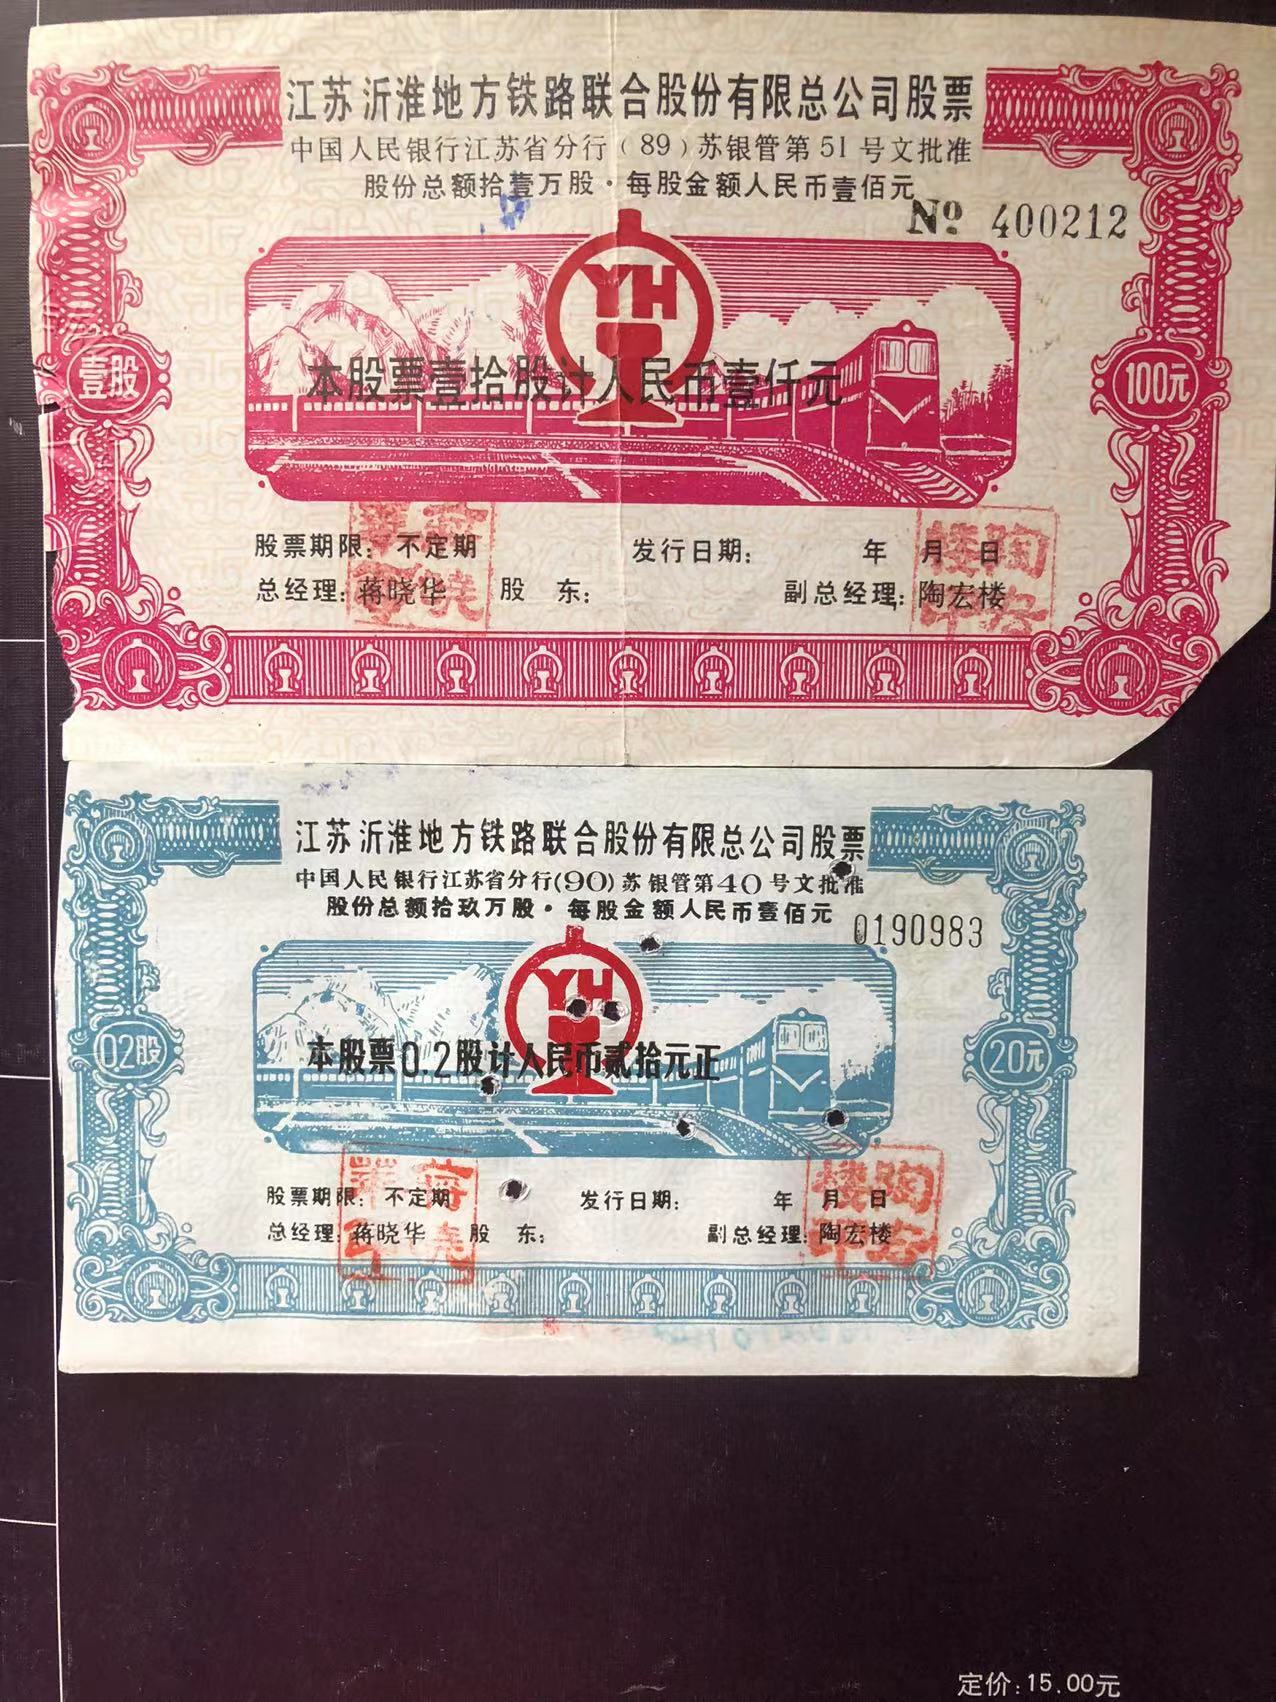 江苏沂淮地方铁路联合股份有限总公司股票
中国人民银行江苏省分行(89)苏银管第51号文批准
股份总额拾壹万股·每股金额人民币壹佰元
№ 400212
YH
壹股
本股票壹拾股计人民币壹仟元
100元
股票期限：不定期 发行日期： 年 月 日
总经理：蒋晓华 股 东： 副总经理：陶宏楼
江苏沂淮地方铁路联合股份有限总公司股票
中国人民银行江苏省分行(90)苏银管第40号文批准
股份总额拾玖万股·每股金额人民币壹佰元
0190983
YH
0.2股
本股票0.2股计人民币贰拾元正
20元
股票期限：不定期 发行日期： 年 月 日
总经理：蒋晓华 股 东： 副总经理：陶宏楼
定价：15.00元